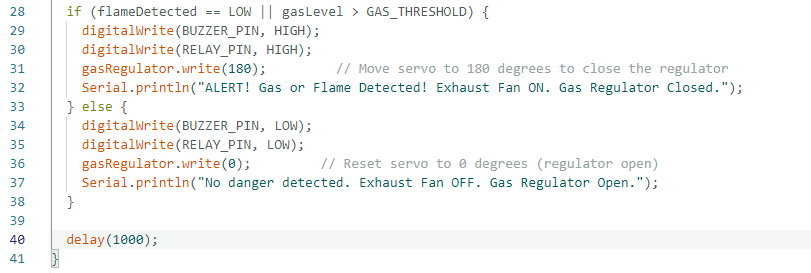 28 if (flameDetected == LOW || gasLevel > GAS_THRESHOLD) {
29 digitalWrite(BUZZER_PIN, HIGH);
30 digitalWrite(RELAY_PIN, HIGH);
31 gasRegulator.write(180); // Move servo to 180 degrees to close the regulator
32 Serial.println("ALERT! Gas or Flame Detected! Exhaust Fan ON. Gas Regulator Closed.");
33 } else {
34 digitalWrite(BUZZER_PIN, LOW);
35 digitalWrite(RELAY_PIN, LOW);
36 gasRegulator.write(0); // Reset servo to 0 degrees (regulator open)
37 Serial.println("No danger detected. Exhaust Fan OFF. Gas Regulator Open.");
38 }
39
40 delay(1000);
41 }